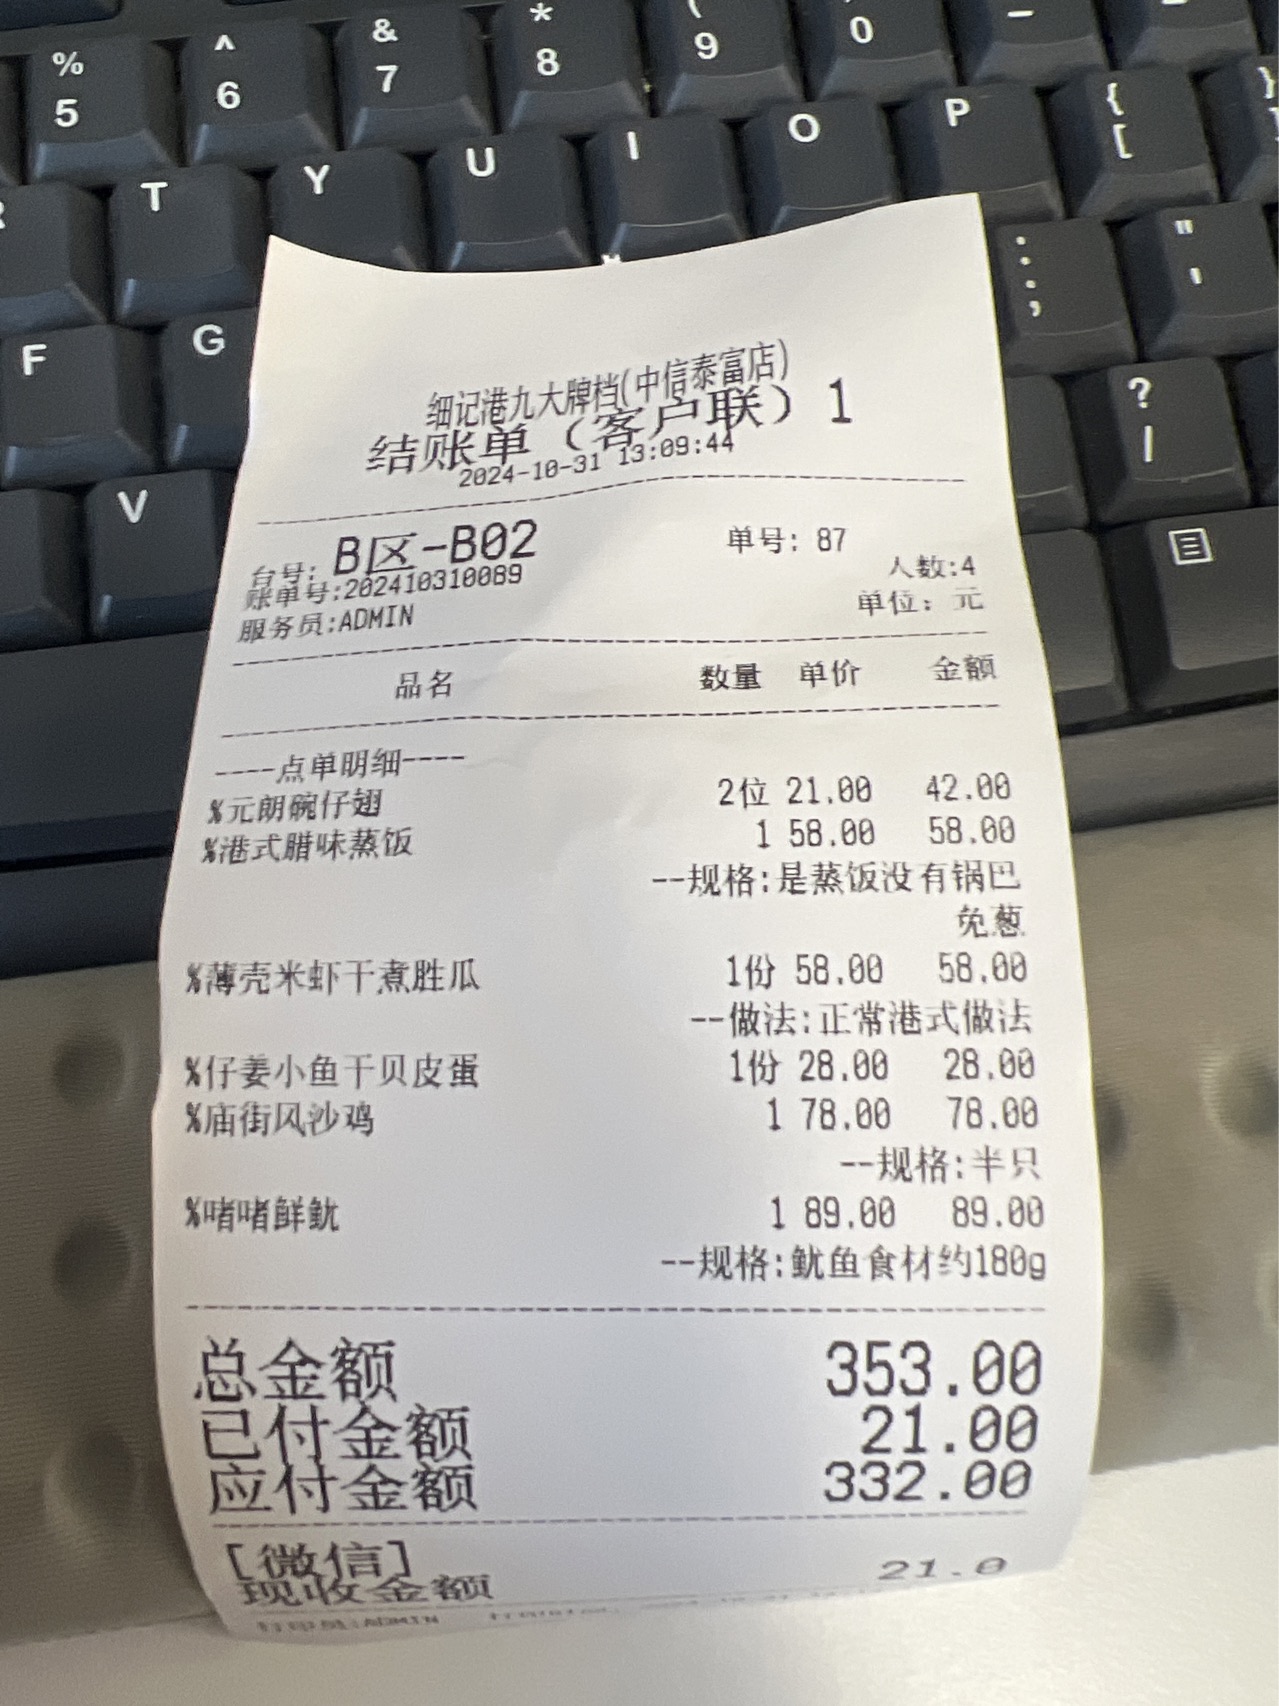 % ^ & * (
5 6 7 8 9 0
T Y U I O P { [
F G : ; " '
V ? /
细记港九大牌档(中信泰富店)
结账单（客户联）1
2024-10-31 13:09:44
台号: B区-B02 单号: 87
账单号:202410310089 人数:4
服务员:ADMIN 单位: 元
品名 数量 单价 金额
----点单明细----
%元朗碗仔翅 2位 21.00 42.00
%港式腊味蒸饭 1 58.00 58.00
--规格:是蒸饭没有锅巴
免葱
%薄壳米虾干煮胜瓜 1份 58.00 58.00
--做法:正常港式做法
%仔姜小鱼干贝皮蛋 1份 28.00 28.00
%庙街风沙鸡 1 78.00 78.00
--规格:半只
%啫啫鲜鱿 1 89.00 89.00
--规格:鱿鱼食材约180g
总金额 353.00
已付金额 21.00
应付金额 332.00
[微信] 21.0
现收金额
ADMIN